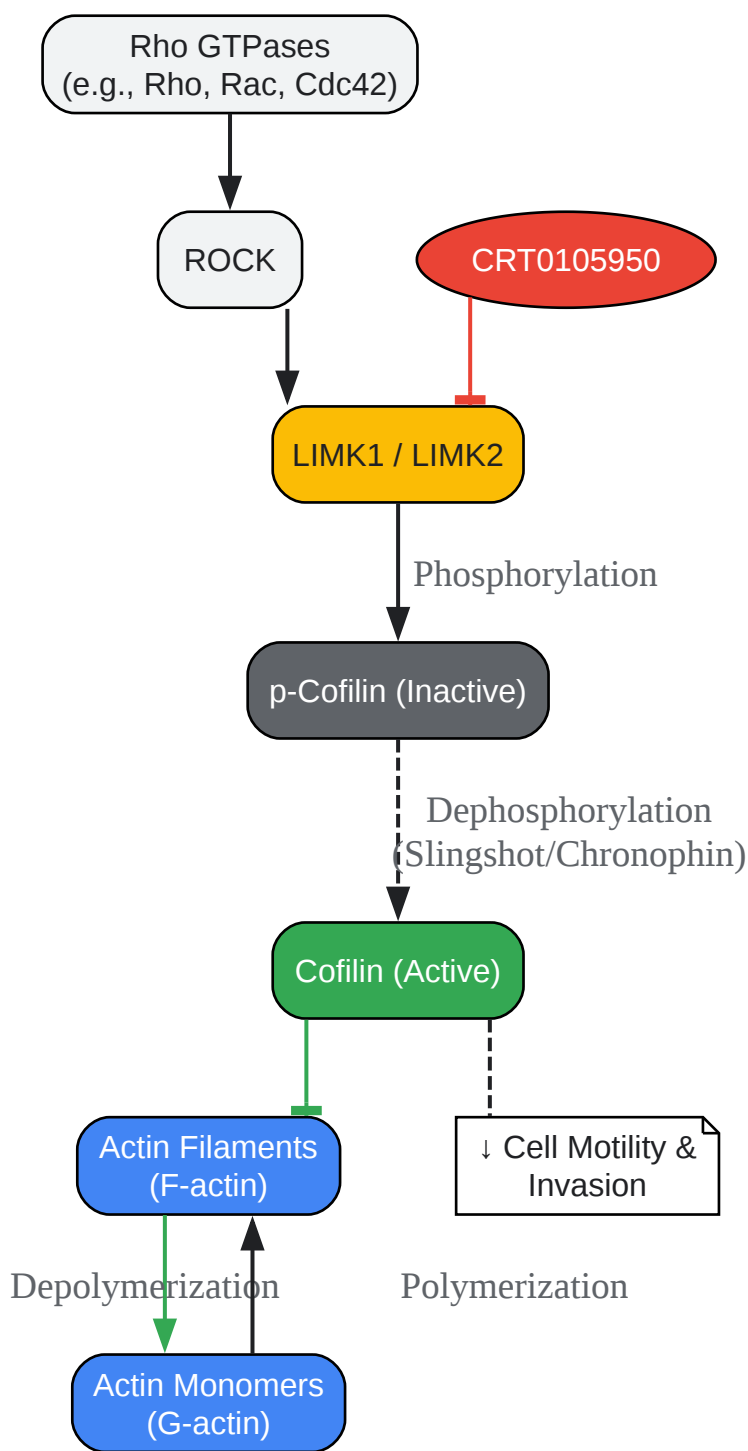 Rho GTPases
(e.g., Rho, Rac, Cdc42)
ROCK
CRT0105950
LIMK1 / LIMK2
Phosphorylation
p-Cofilin (Inactive)
Dephosphorylation
(Slingshot/Chronophin)
Cofilin (Active)
Actin Filaments
(F-actin)
↓ Cell Motility &
Invasion
Depolymerization
Polymerization
Actin Monomers
(G-actin)